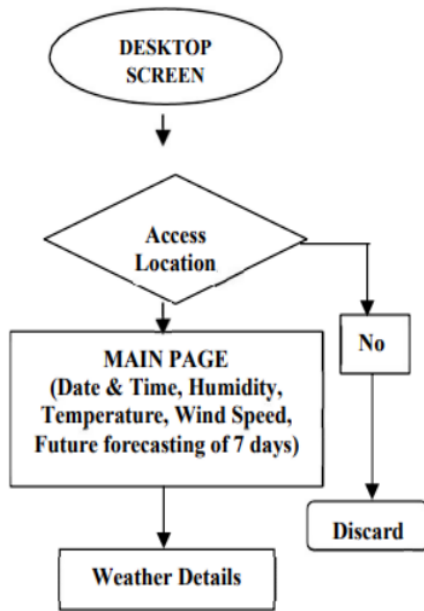 DESKTOP
SCREEN
Access
Location
No
MAIN PAGE
(Date & Time, Humidity,
Temperature, Wind Speed,
Future forecasting of 7 days)
Discard
Weather Details